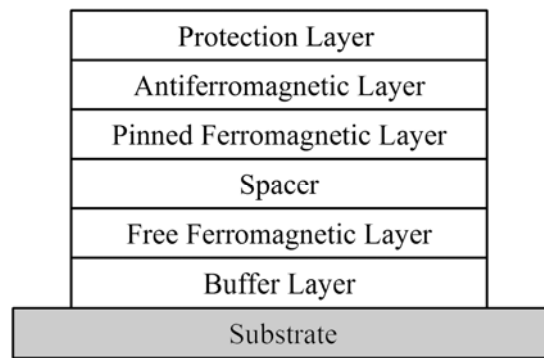 Protection Layer
Antiferromagnetic Layer
Pinned Ferromagnetic Layer
Spacer
Free Ferromagnetic Layer
Buffer Layer
Substrate